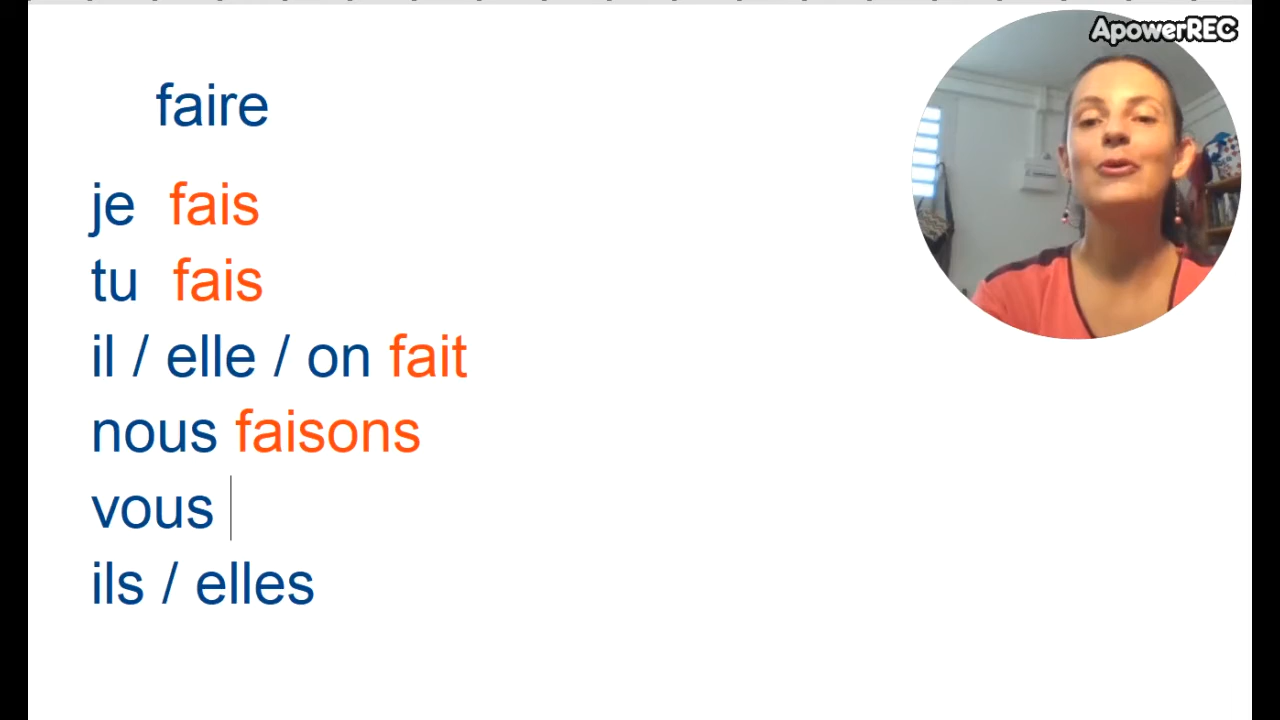 ApowerREC
faire
je fais
tu fais
il / elle / on fait
nous faisons
vous
ils / elles